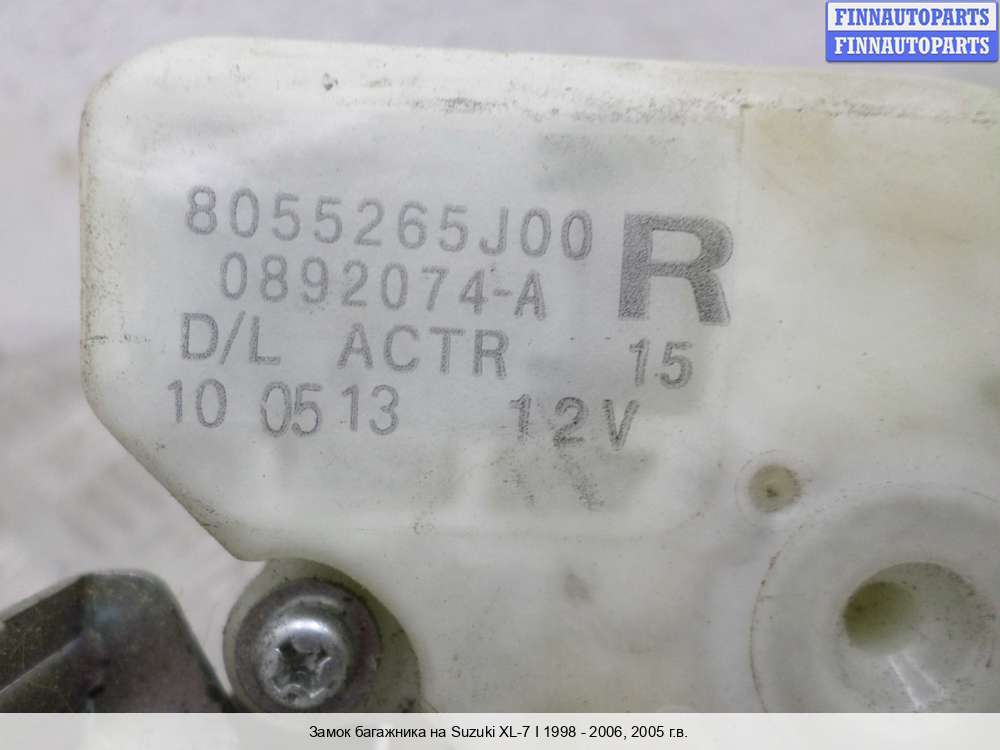 FINNAUTOPARTS
FINNAUTOPARTS
8055265J00 R
0892074-A
D/L ACTR 15
10 0513 12V
Замок багажника на Suzuki XL-7 I 1998 - 2006, 2005 г.в.